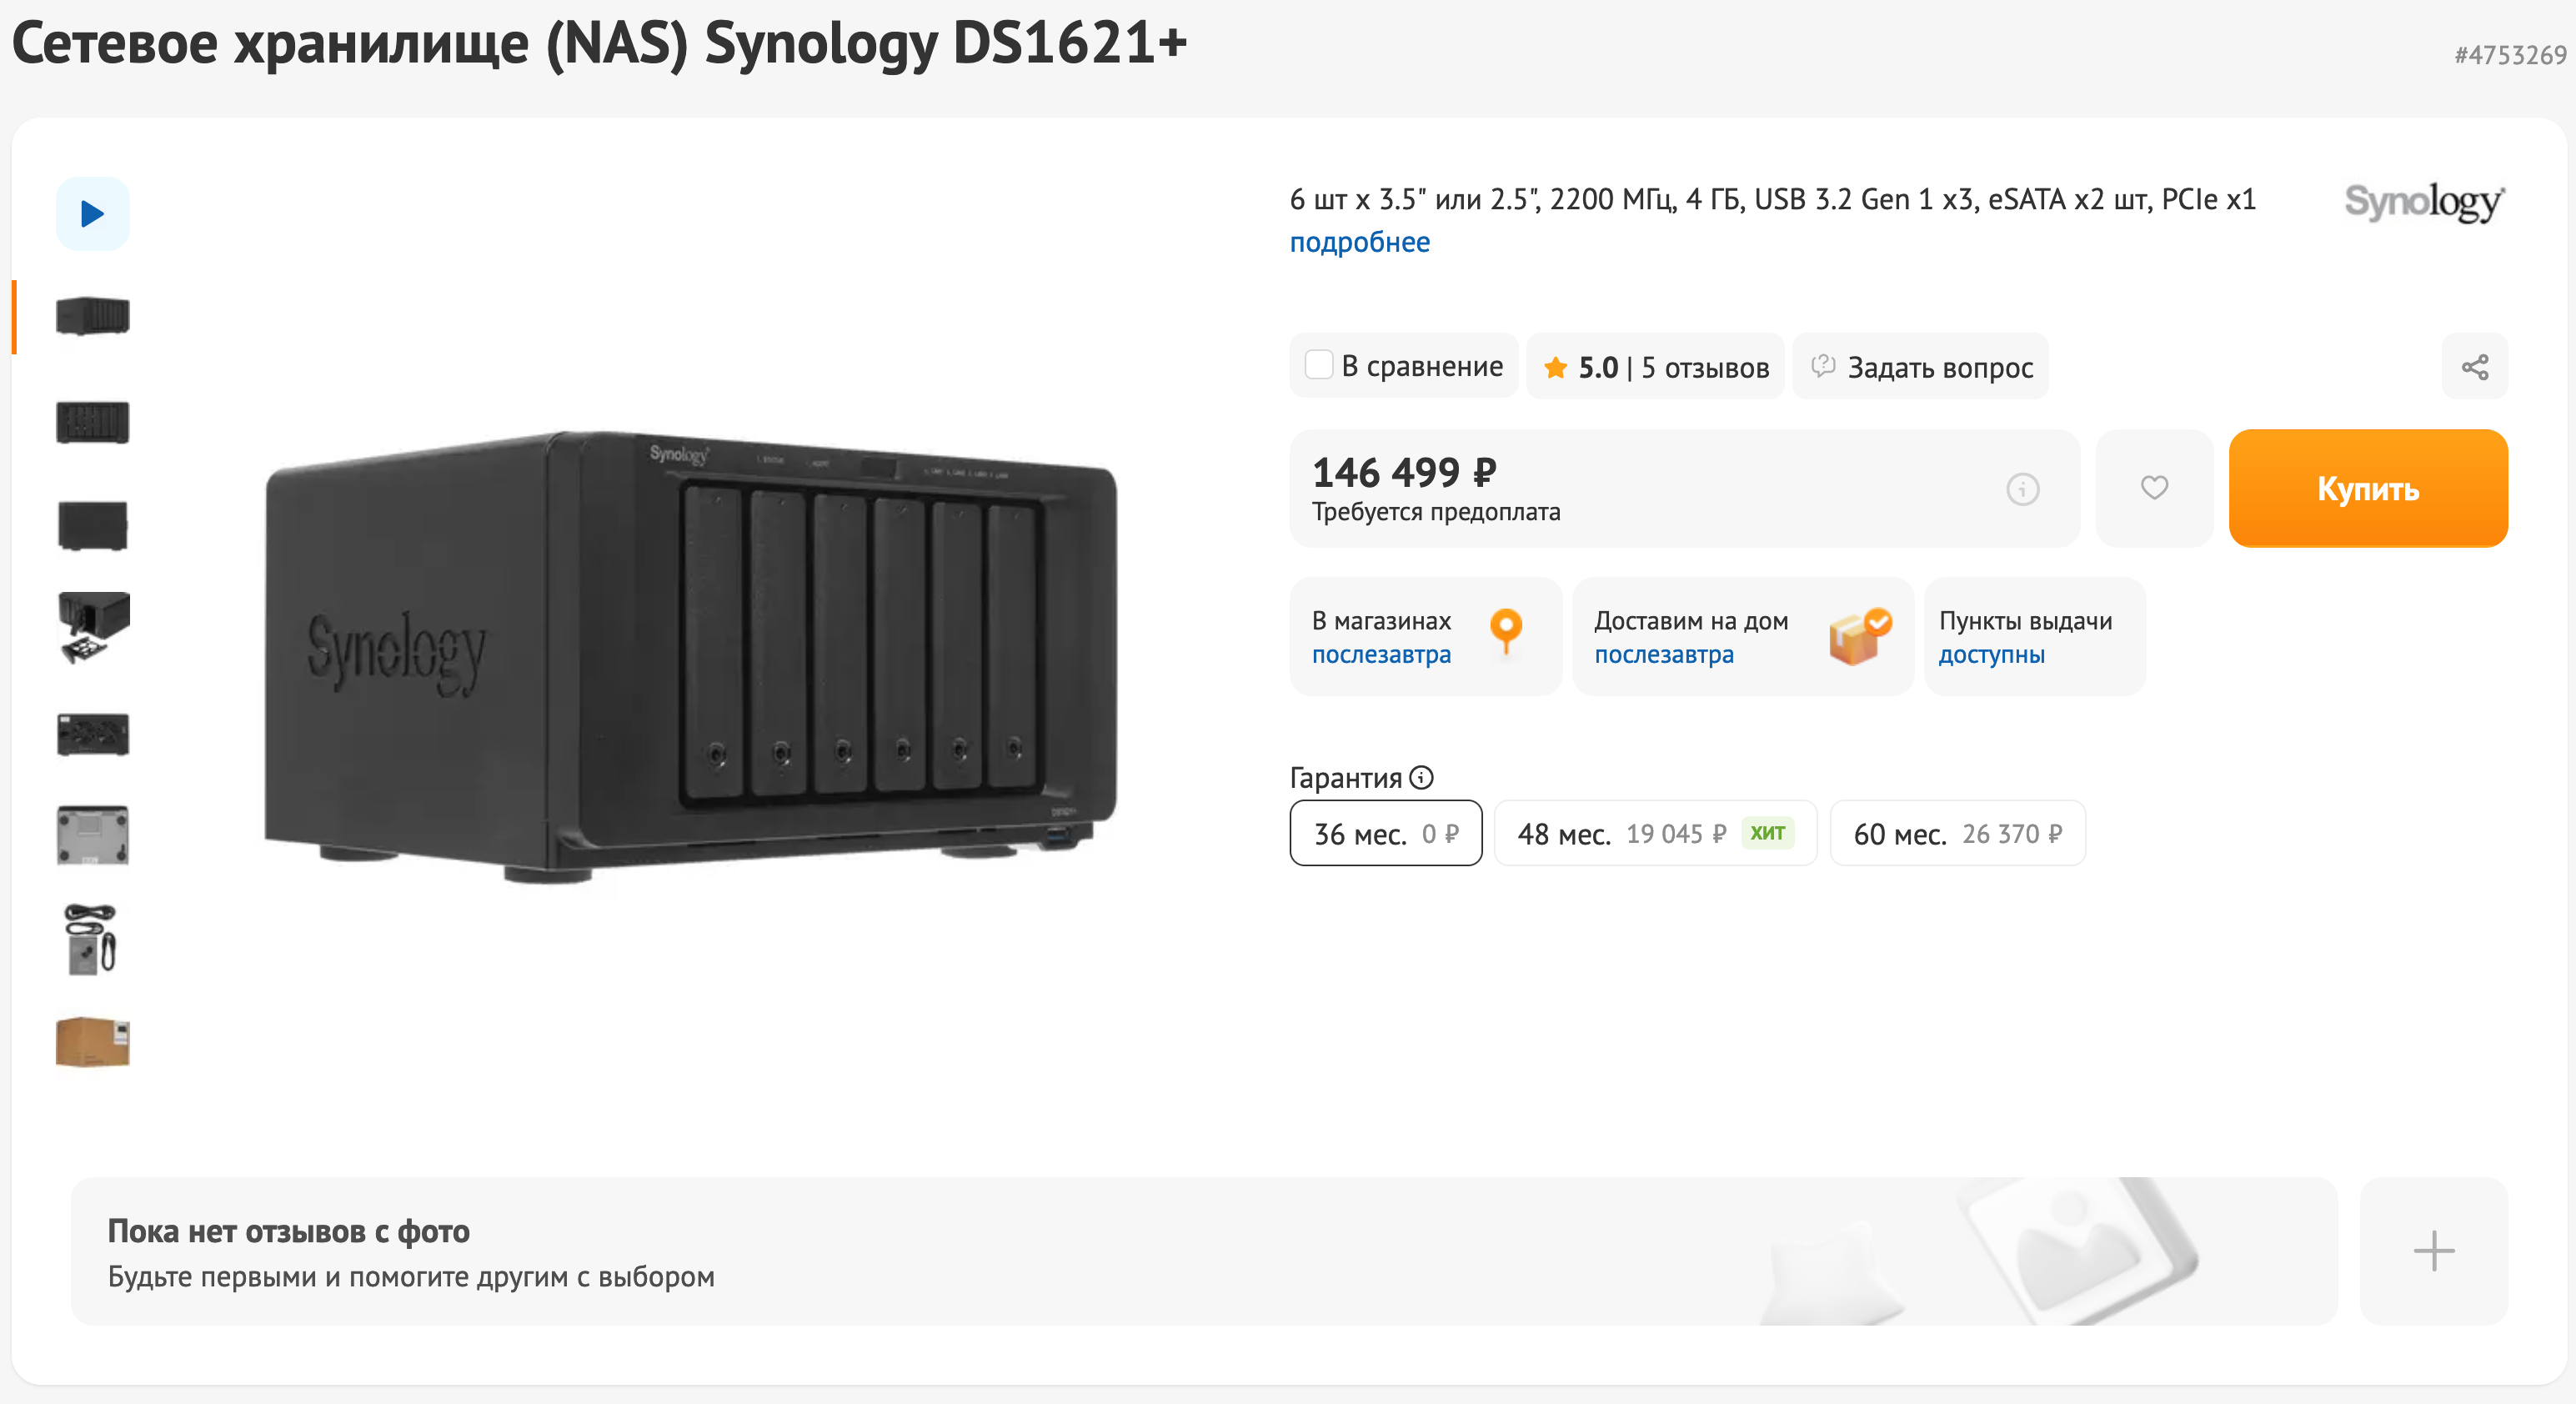 Сетевое хранилище (NAS) Synology DS1621+
#4753269
6 шт x 3.5" или 2.5", 2200 МГц, 4 ГБ, USB 3.2 Gen 1 x3, eSATA x2 шт, PCIe x1
подробнее
Synology
В сравнение
5.0 | 5 отзывов
Задать вопрос
Synology
Synology
146 499 ₽
Требуется предоплата
Купить
В магазинах
послезавтра
Доставим на дом
послезавтра
Пункты выдачи
доступны
Гарантия
36 мес. 0 ₽
48 мес. 19 045 ₽ ХИТ
60 мес. 26 370 ₽
Пока нет отзывов с фото
Будьте первыми и помогите другим с выбором